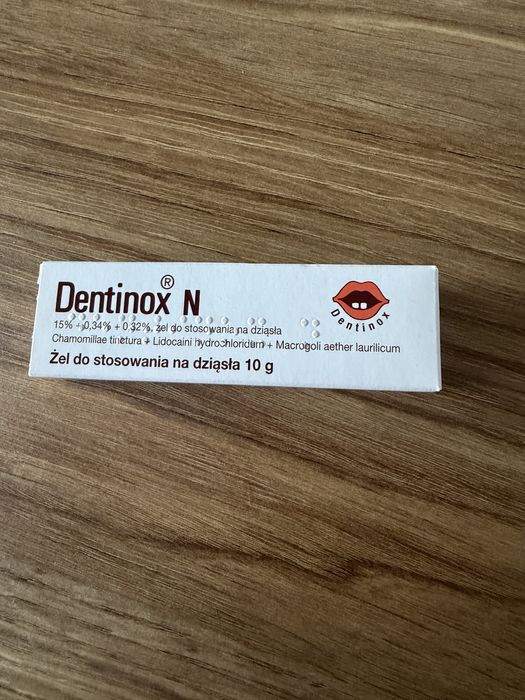 Dentinox® N
15% + 0,34% + 0,32%, żel do stosowania na dziąsła
Chamomillae tinctura + Lidocaini hydrochloridum + Macrogoli aether laurilicum
Żel do stosowania na dziąsła 10 g
Dentinox